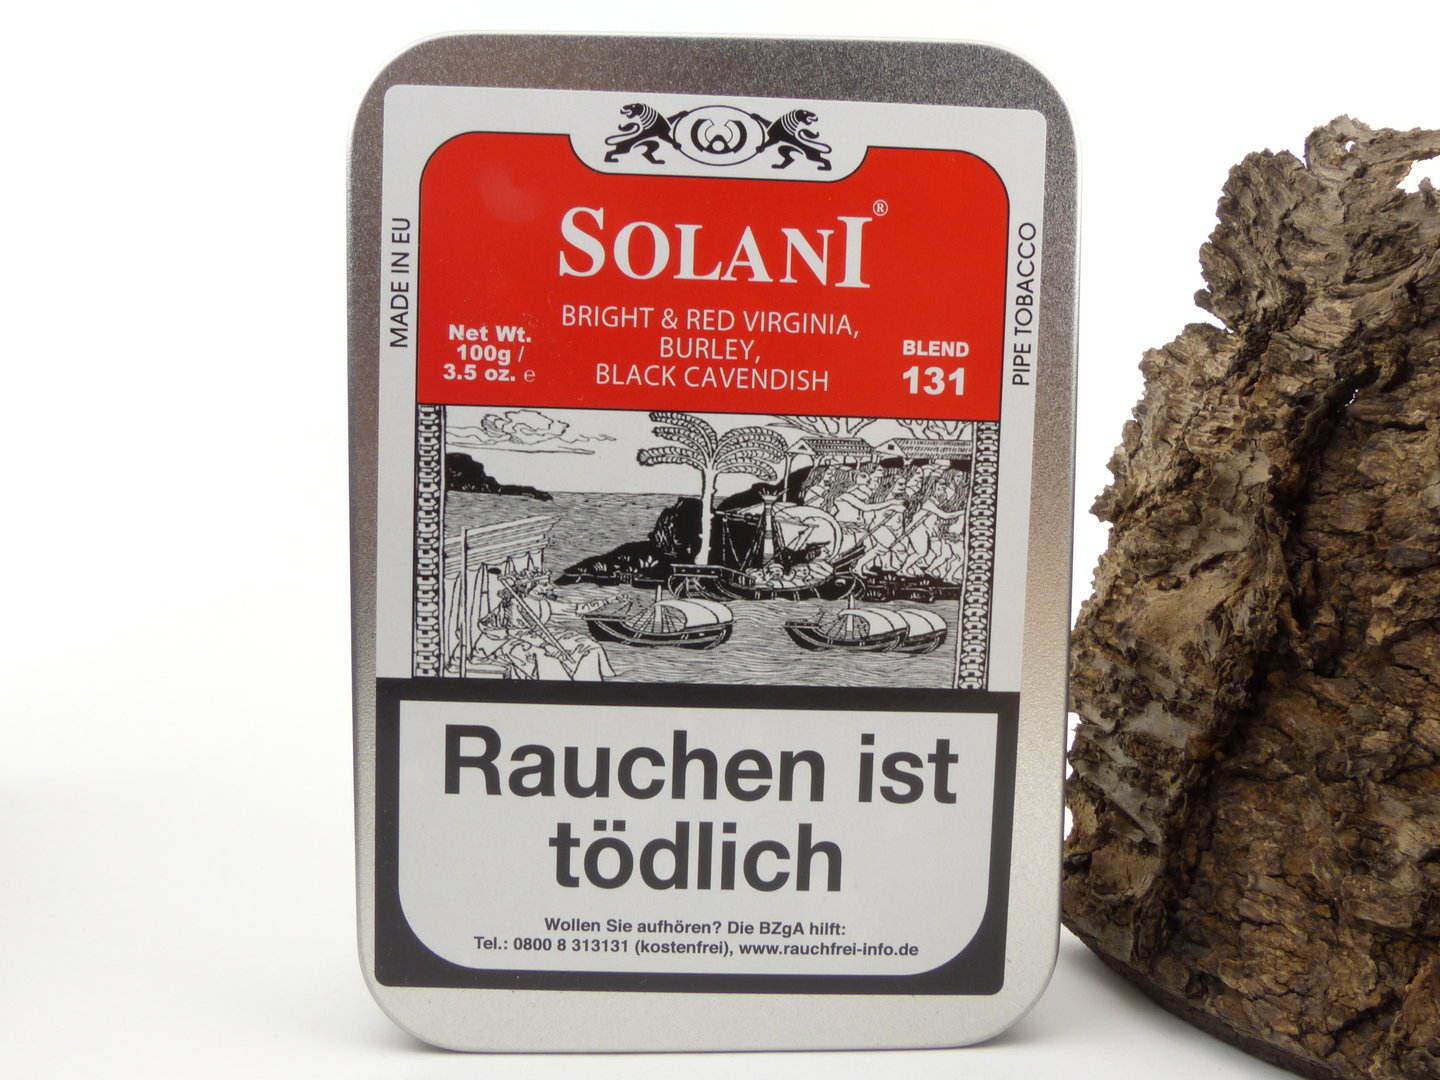 SOLANI®
BRIGHT & RED VIRGINIA,
BURLEY,
BLACK CAVENDISH
Net Wt.
100g /
3.5 oz. ℮
BLEND
131
MADE IN EU
PIPE TOBACCO
Rauchen ist
tödlich
Wollen Sie aufhören? Die BZgA hilft:
Tel.: 0800 8 313131 (kostenfrei), www.rauchfrei-info.de